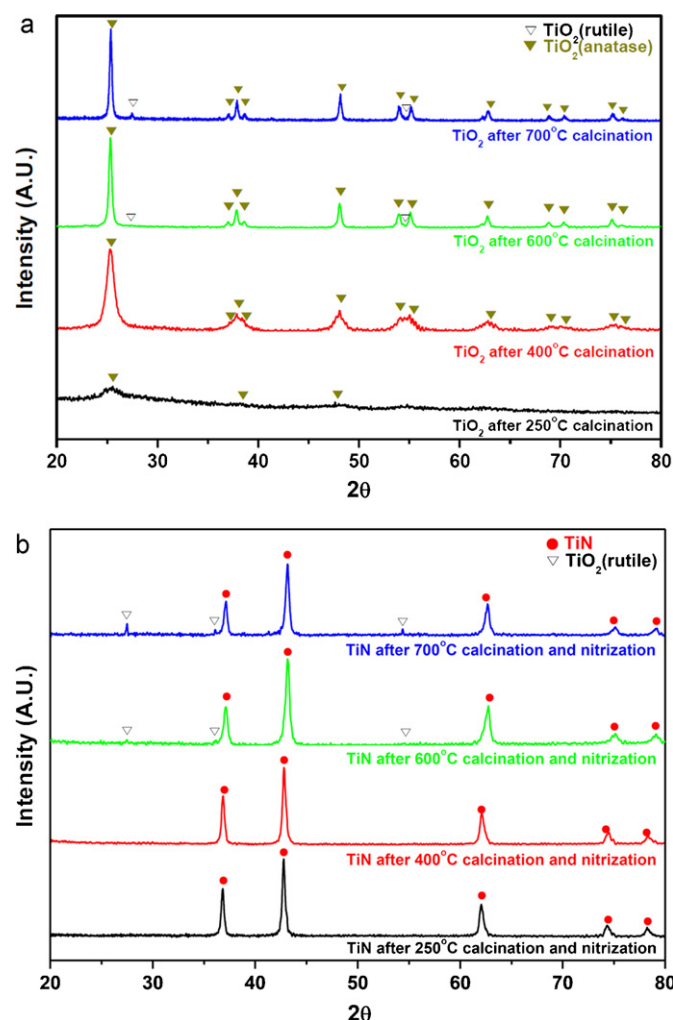 a
▽ TiO₂(rutile)
▼ TiO₂(anatase)
TiO₂ after 700°C calcination
TiO₂ after 600°C calcination
TiO₂ after 400°C calcination
TiO₂ after 250°C calcination
Intensity (A.U.)
20 30 40 50 60 70 80
2θ
b
● TiN
▽ TiO₂(rutile)
TiN after 700°C calcination and nitrization
TiN after 600°C calcination and nitrization
TiN after 400°C calcination and nitrization
TiN after 250°C calcination and nitrization
Intensity (A.U.)
20 30 40 50 60 70 80
2θ